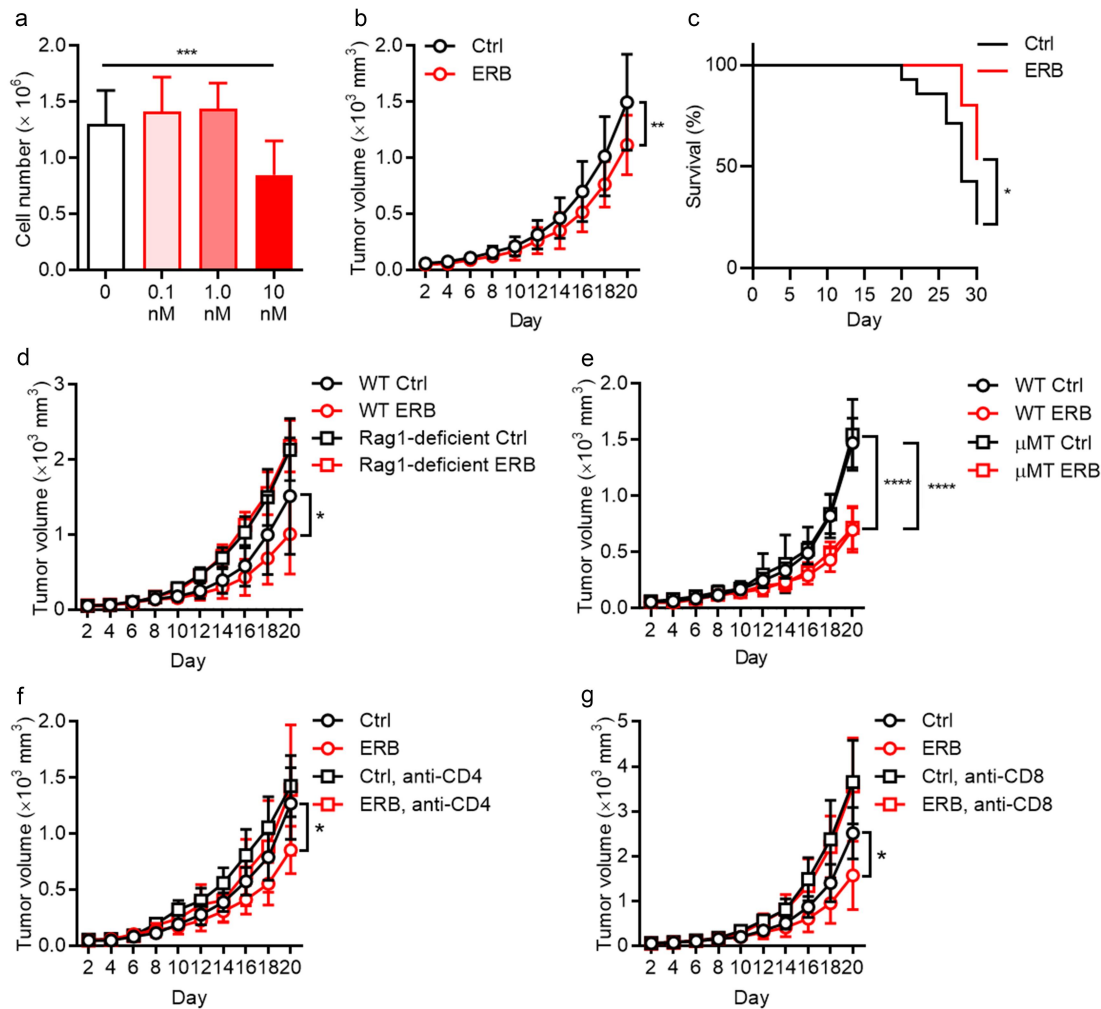 a
Cell number (× 10⁶)
2.0
1.5
1.0
0.5
0.0
***
0
0.1
nM
1.0
nM
10
nM
b
Tumor volume (×10³ mm³)
2.0
1.5
1.0
0.5
0.0
Ctrl
ERB
**
2 4 6 8 10 12 14 16 18 20
Day
c
Survival (%)
100
50
0
Ctrl
ERB
*
0 5 10 15 20 25 30
Day
d
Tumor volume (×10³ mm³)
3
2
1
0
WT Ctrl
WT ERB
Rag1-deficient Ctrl
Rag1-deficient ERB
*
2 4 6 8 10 12 14 16 18 20
Day
e
Tumor volume (×10³ mm³)
2.0
1.5
1.0
0.5
0.0
WT Ctrl
WT ERB
μMT Ctrl
μMT ERB
**** ****
2 4 6 8 10 12 14 16 18 20
Day
f
Tumor volume (×10³ mm³)
2.0
1.5
1.0
0.5
0.0
Ctrl
ERB
Ctrl, anti-CD4
ERB, anti-CD4
*
2 4 6 8 10 12 14 16 18 20
Day
g
Tumor volume (×10³ mm³)
5
4
3
2
1
0
Ctrl
ERB
Ctrl, anti-CD8
ERB, anti-CD8
*
2 4 6 8 10 12 14 16 18 20
Day